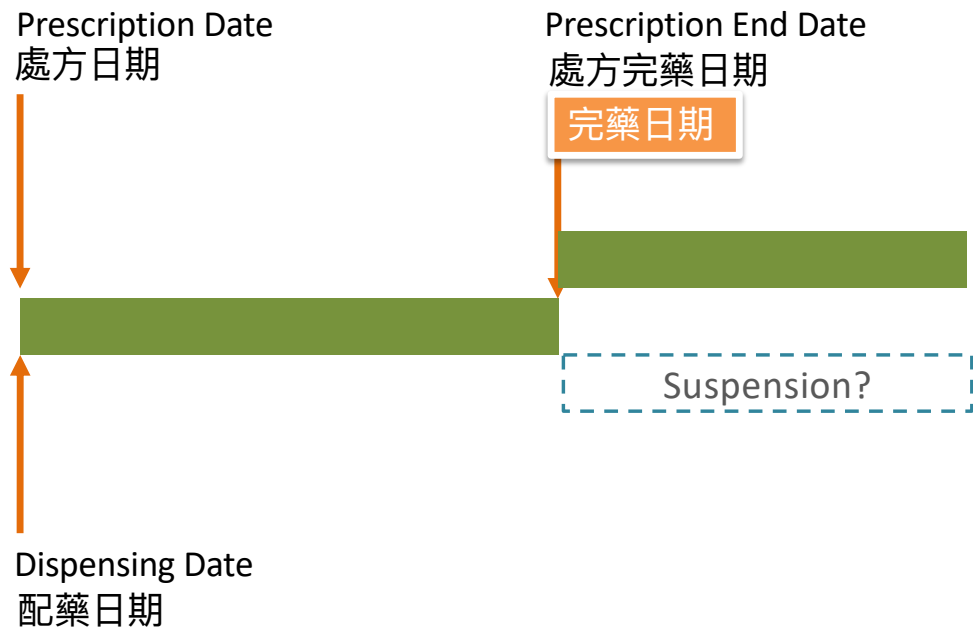 Prescription Date
處方日期
Prescription End Date
處方完藥日期
完藥日期
Suspension?
Dispensing Date
配藥日期